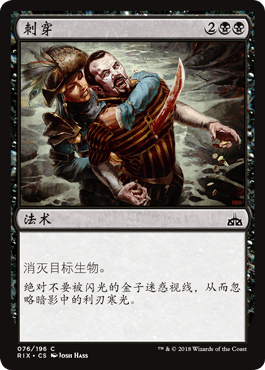 刺穿 2
法术
消灭目标生物。
绝对不要被闪光的金子迷惑视线，从而忽
略暗影中的利刃寒光。
076/196 C
RIX • CS JOSH HASS
™ & © 2018 Wizards of the Coast